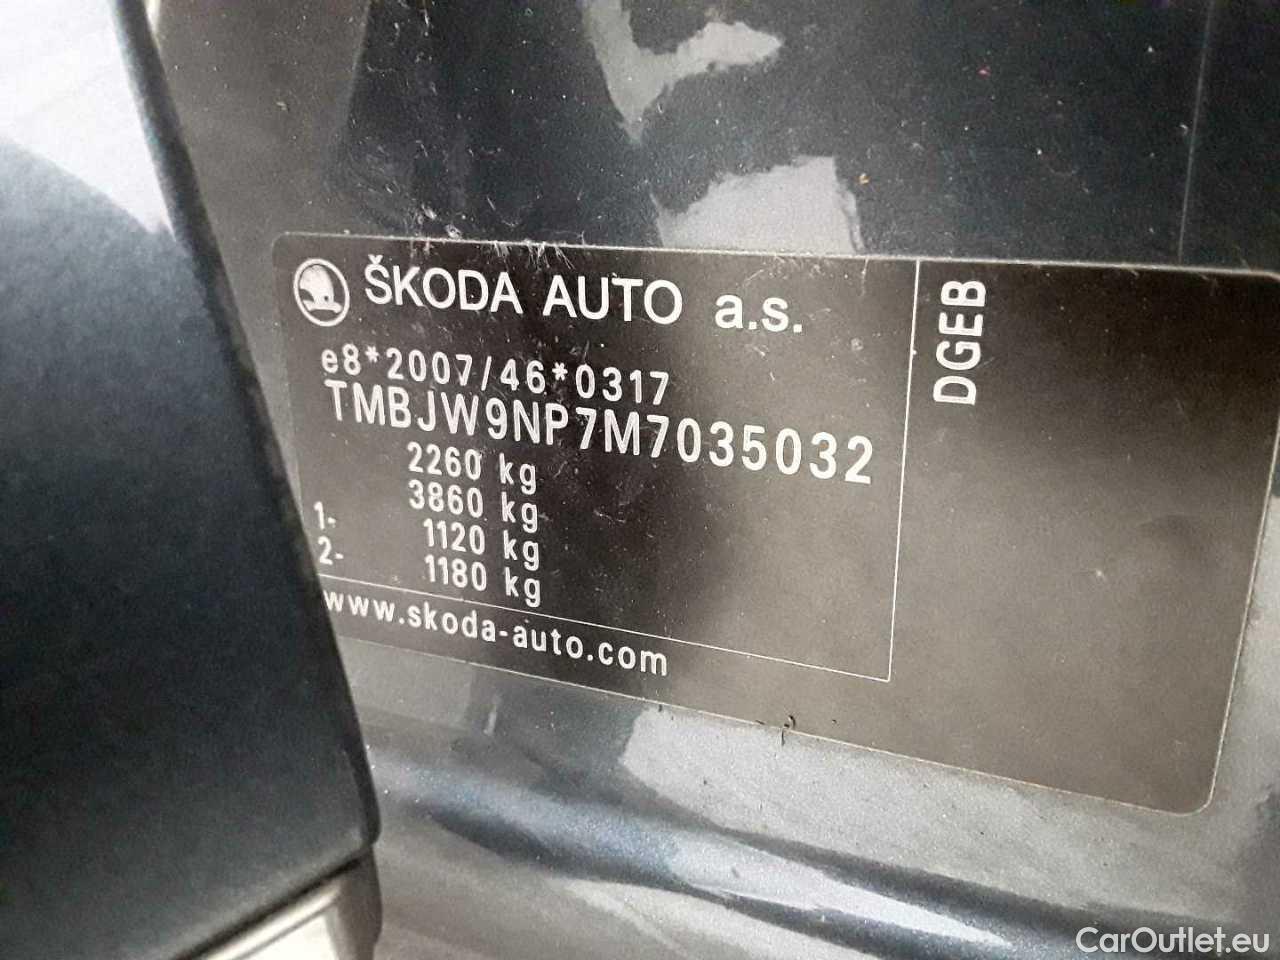 ŠKODA AUTO a.s.
e8*2007/46*0317
TMBJW9NP7M7035032
2260 kg
3860 kg
1- 1120 kg
2- 1180 kg
www.skoda-auto.com
DGEB
CarOutlet.eu